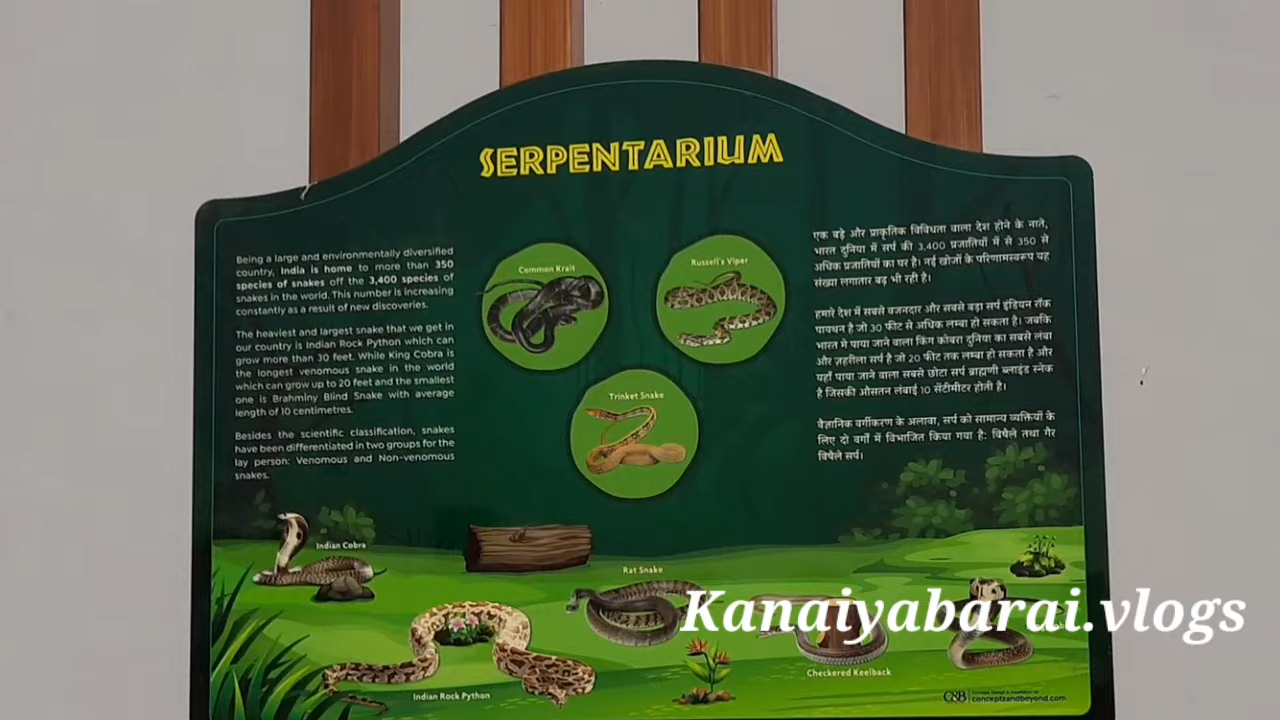 SERPENTARIUM
Being a large and environmentally diversified
country, India is home to more than 350
species of snakes off the 3,400 species of
snakes in the world. This number is increasing
constantly as a result of new discoveries.
The heaviest and largest snake that we get in
our country is Indian Rock Python which can
grow more than 30 feet. While King Cobra is
the longest venomous snake in the world
which can grow up to 20 feet and the smallest
one is Brahminy Blind Snake with average
length of 10 centimetres.
Besides the scientific classification, snakes
have been differentiated in two groups for the
lay person: Venomous and Non-venomous
snakes.
Common Krait
Russell's Viper
Trinket Snake
एक बड़े और प्राकृतिक विविधता वाला देश होने के नाते,
भारत दुनिया में सर्प की 3,400 प्रजातियों में से 350 से
अधिक प्रजातियों का घर है। नई खोजों के परिणामस्वरूप यह
संख्या लगातार बढ़ भी रही है।
हमारे देश में सबसे वजनदार और सबसे बड़ा सर्प इंडियन रॉक
पायथन है जो 30 फीट से अधिक लम्बा हो सकता है। जबकि
भारत मे पाया जाने वाला किंग कोबरा दुनिया का सबसे लंबा
और ज़हरीला सर्प है जो 20 फीट तक लम्बा हो सकता है और
यहाँ पाया जाने वाला सबसे छोटा सर्प ब्राह्मणी ब्लाइंड स्नेक
है जिसकी औसतन लंबाई 10 सेंटीमीटर होती है।
वैज्ञानिक वर्गीकरण के अलावा, सर्प को सामान्य व्यक्तियों के
लिए दो वर्गो में विभाजित किया गया है: विषैले तथा गैर
विषैले सर्प।
Indian Cobra
Rat Snake
Kanaiyabarai.vlogs
Checkered Keelback
Indian Rock Python
C&B
conceptzandbeyond.com